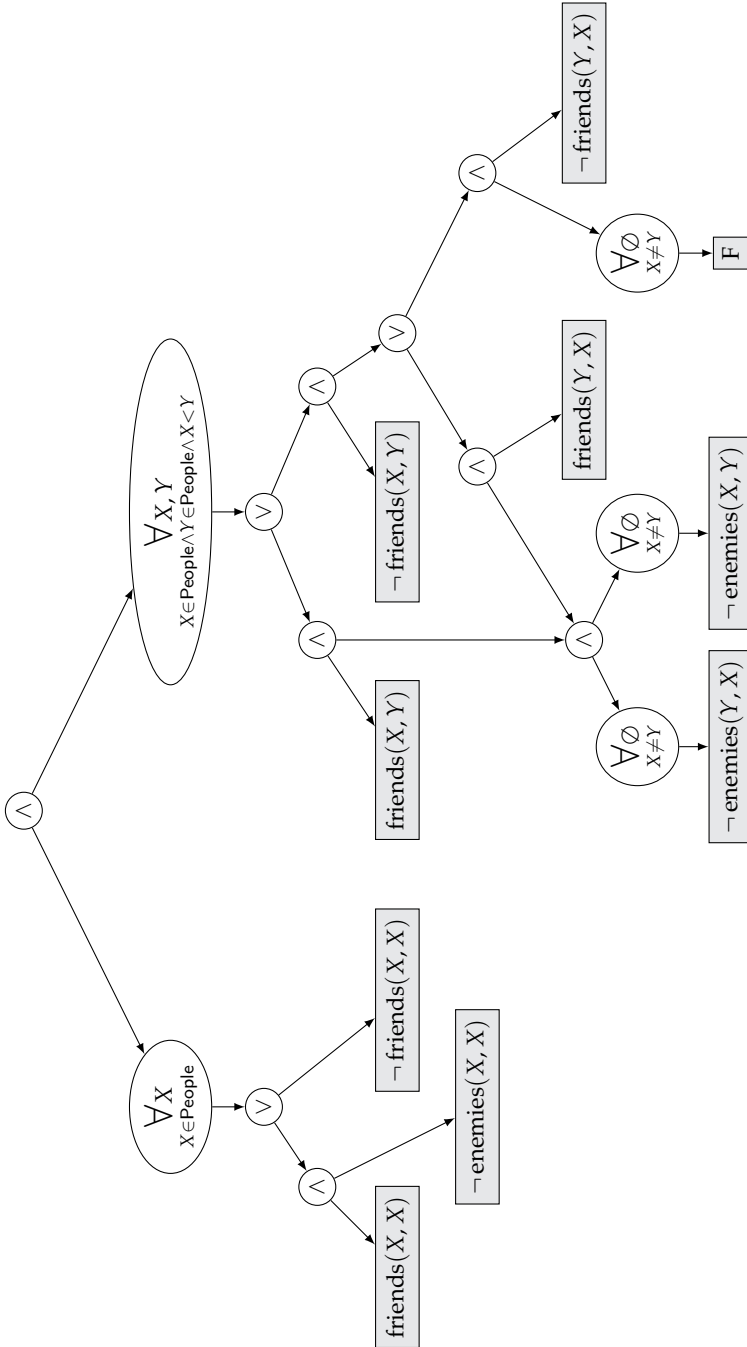 ∧
∀X
X∈People
∀X,Y
X∈People∧Y∈People∧X<Y
∨
∨
∧
∧
∧
friends(X, X)
¬ friends(X, X)
friends(X, Y)
¬ friends(X, Y)
∨
¬ enemies(X, X)
∧
∧
friends(Y, X)
¬ friends(Y, X)
∧
∀∅
X≠Y
∀∅
X≠Y
∀∅
X≠Y
¬ enemies(Y, X)
¬ enemies(X, Y)
F